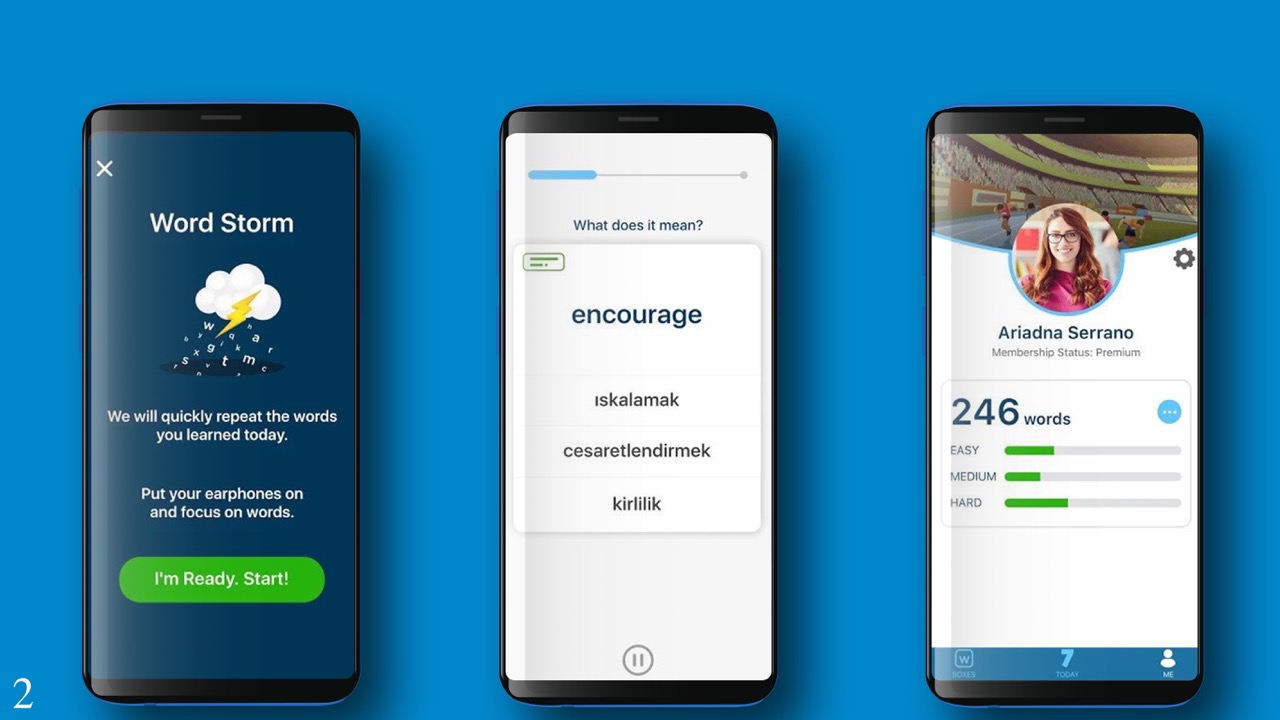 Word Storm
We will quickly repeat the words
you learned today.
Put your earphones on
and focus on words.
I'm Ready. Start!
What does it mean?
encourage
ıskalamak
cesaretlendirmek
kirlilik
Ariadna Serrano
Membership Status: Premium
246 words
EASY
MEDIUM
HARD
W
BOXES
7
TODAY
ME
2